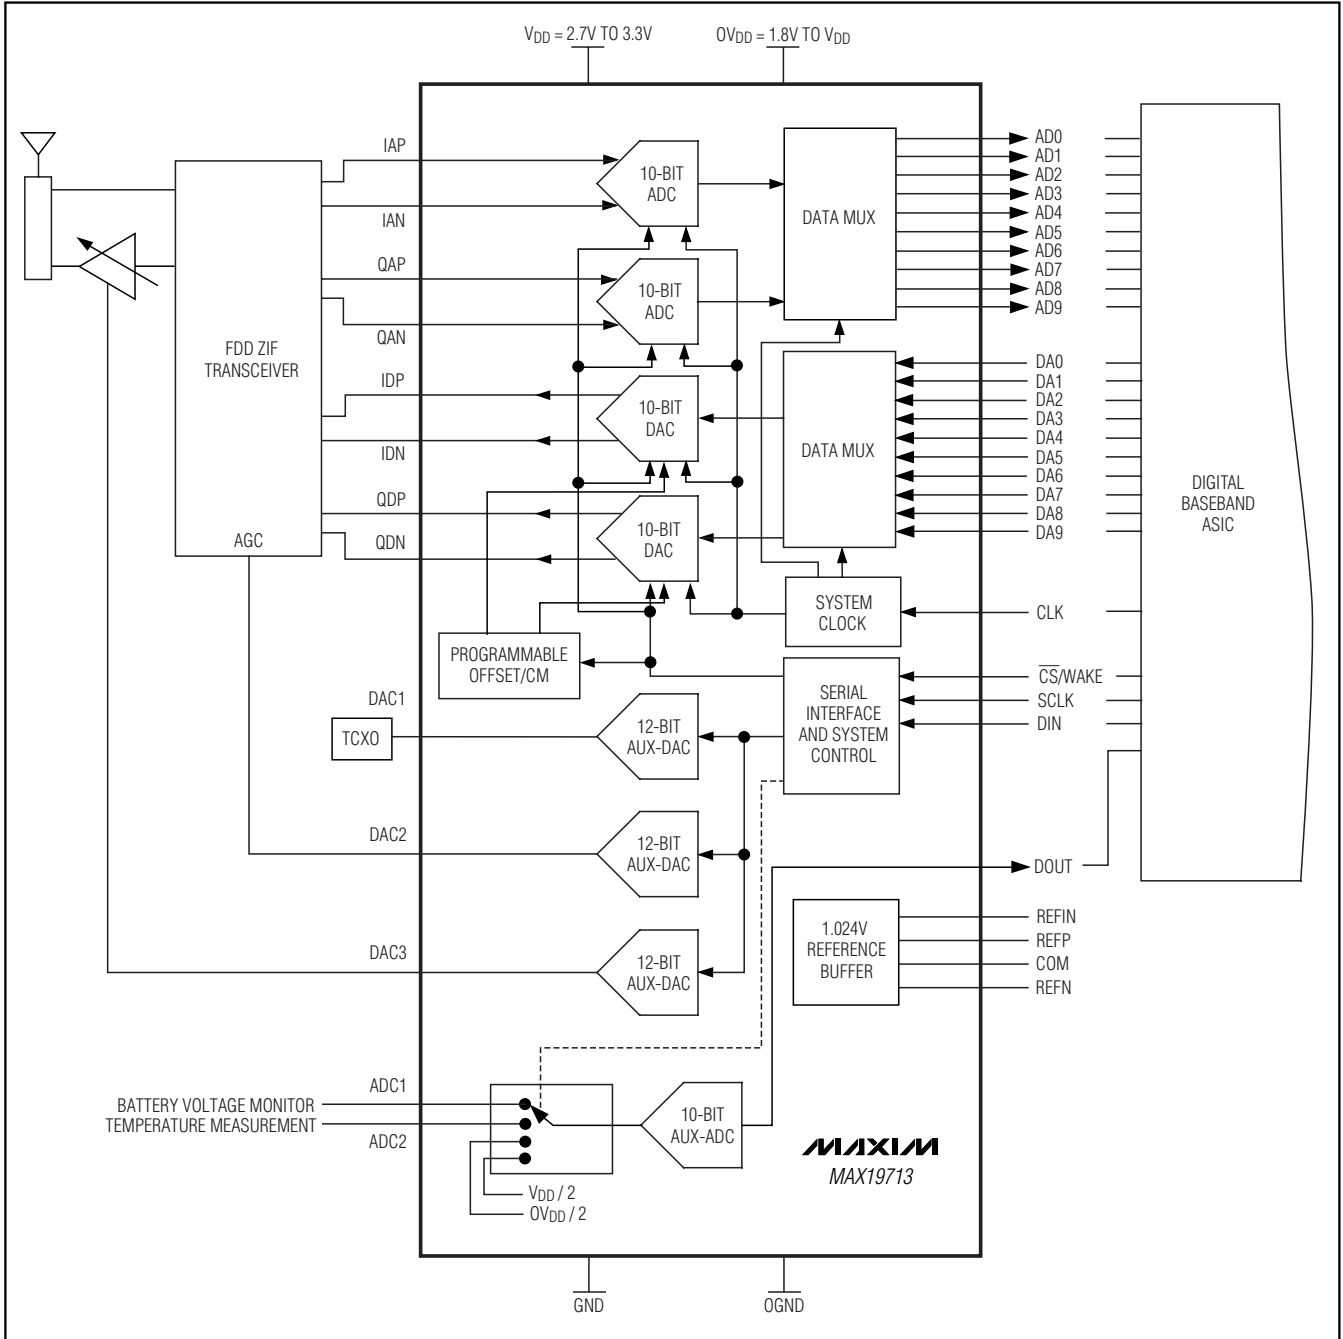 VDD = 2.7V TO 3.3V
OVDD = 1.8V TO VDD
IAP
IAN
QAP
QAN
IDP
IDN
QDP
QDN
FDD ZIF
TRANSCEIVER
AGC
10-BIT
ADC
10-BIT
ADC
10-BIT
DAC
10-BIT
DAC
DATA MUX
DATA MUX
AD0
AD1
AD2
AD3
AD4
AD5
AD6
AD7
AD8
AD9
DA0
DA1
DA2
DA3
DA4
DA5
DA6
DA7
DA8
DA9
DIGITAL
BASEBAND
ASIC
SYSTEM
CLOCK
CLK
PROGRAMMABLE
OFFSET/CM
SERIAL
INTERFACE
AND SYSTEM
CONTROL
CS/WAKE
SCLK
DIN
DAC1
TCXO
12-BIT
AUX-DAC
DAC2
12-BIT
AUX-DAC
DOUT
DAC3
12-BIT
AUX-DAC
1.024V
REFERENCE
BUFFER
REFIN
REFP
COM
REFN
ADC1
BATTERY VOLTAGE MONITOR
TEMPERATURE MEASUREMENT
ADC2
10-BIT
AUX-ADC
VDD / 2
OVDD / 2
MAXIM
MAX19713
GND
OGND